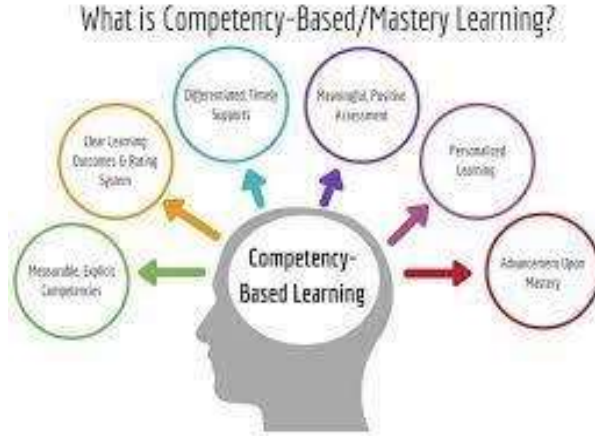 What is Competency-Based/Mastery Learning?
Measurable, Explicit
Competencies
Clear Learning
Outcomes & Rating
System
Differentiated, Timely
Supports
Meaningful, Positive
Assessment
Personalized
Learning
Advancement Upon
Mastery
Competency-
Based Learning